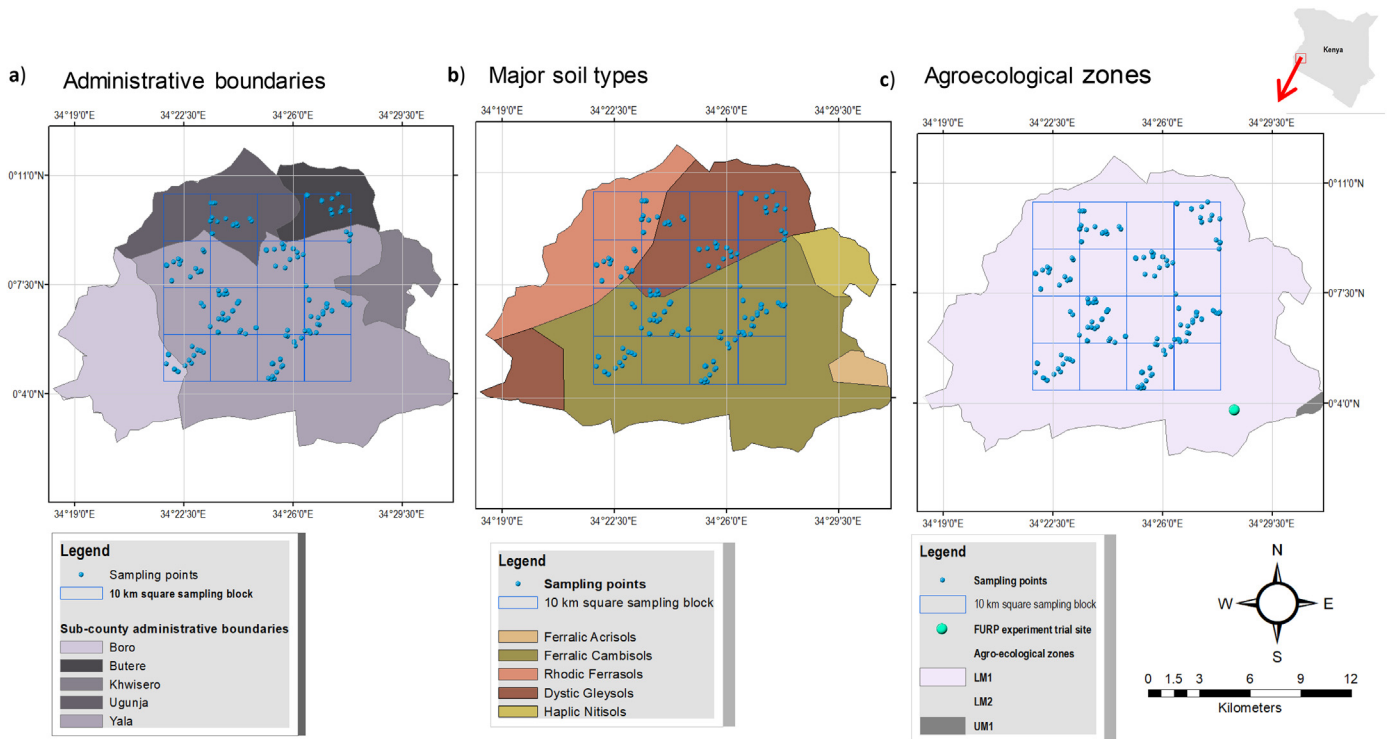 Kenya
a) Administrative boundaries
34°19'0"E 34°22'30"E 34°26'0"E 34°29'30"E
0°11'0"N
0°7'30"N
0°4'0"N
34°19'0"E 34°22'30"E 34°26'0"E 34°29'30"E
Legend
Sampling points
10 km square sampling block
Sub-county administrative boundaries
Boro
Butere
Khwisero
Ugunja
Yala
b) Major soil types
34°19'0"E 34°22'30"E 34°26'0"E 34°29'30"E
34°19'0"E 34°22'30"E 34°26'0"E 34°29'30"E
Legend
Sampling points
10 km square sampling block
Ferralic Acrisols
Ferralic Cambisols
Rhodic Ferrasols
Dystic Gleysols
Haplic Nitisols
c) Agroecological zones
34°19'0"E 34°22'30"E 34°26'0"E 34°29'30"E
0°11'0"N
0°7'30"N
0°4'0"N
34°19'0"E 34°22'30"E 34°26'0"E 34°29'30"E
Legend
Sampling points
10 km square sampling block
FURP experiment trial site
Agro-ecological zones
LM1
LM2
UM1
N
W E
S
0 1.5 3 6 9 12
Kilometers